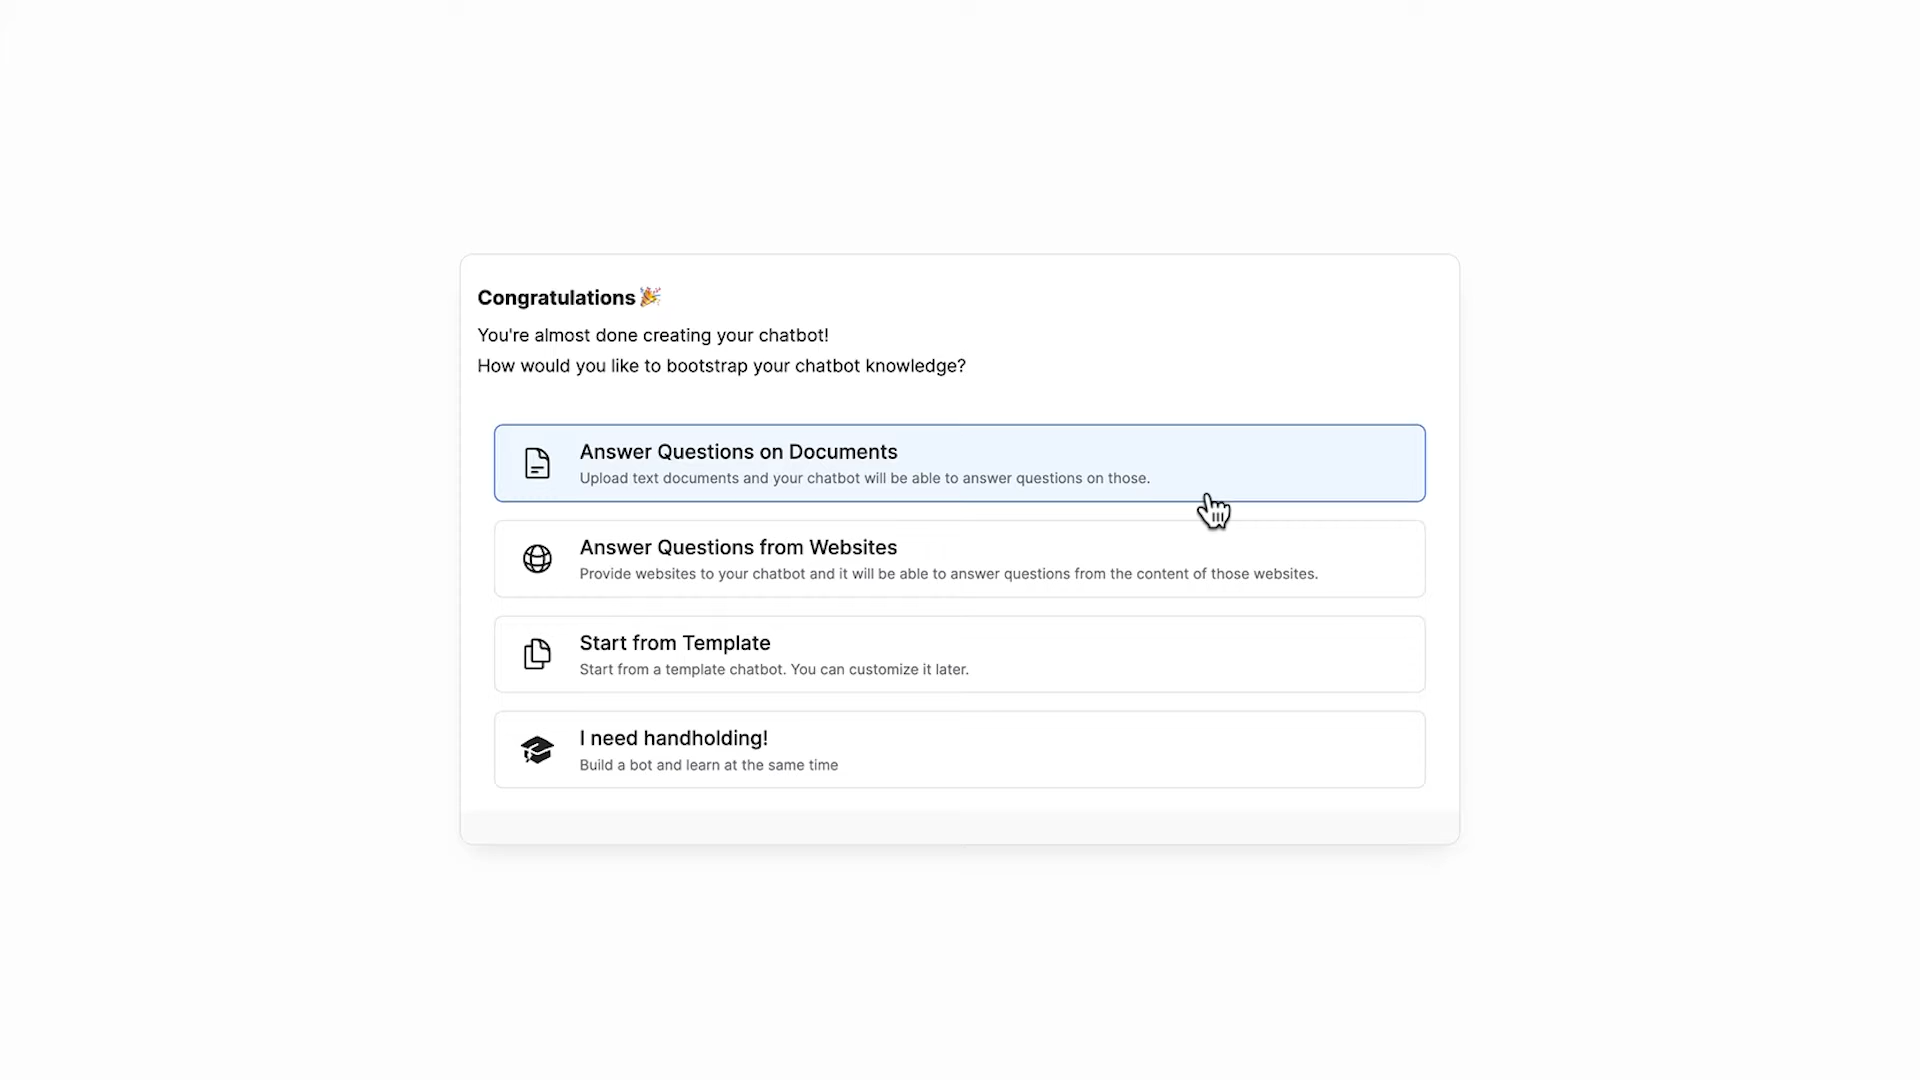 Congratulations🎉
You're almost done creating your chatbot!
How would you like to bootstrap your chatbot knowledge?
Answer Questions on Documents
Upload text documents and your chatbot will be able to answer questions on those.
Answer Questions from Websites
Provide websites to your chatbot and it will be able to answer questions from the content of those websites.
Start from Template
Start from a template chatbot. You can customize it later.
I need handholding!
Build a bot and learn at the same time